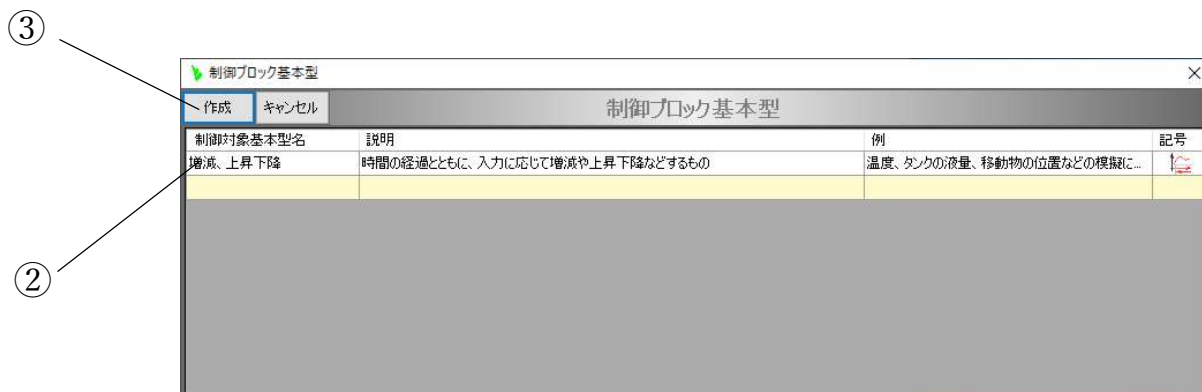 ③
制御ブロック基本型
作成 キャンセル 制御ブロック基本型
制御対象基本型名 説明 例 記号
増減、上昇下降 時間の経過とともに、入力に応じて増減や上昇下降などするもの 温度、タンクの液量、移動物の位置などの模擬に...
②